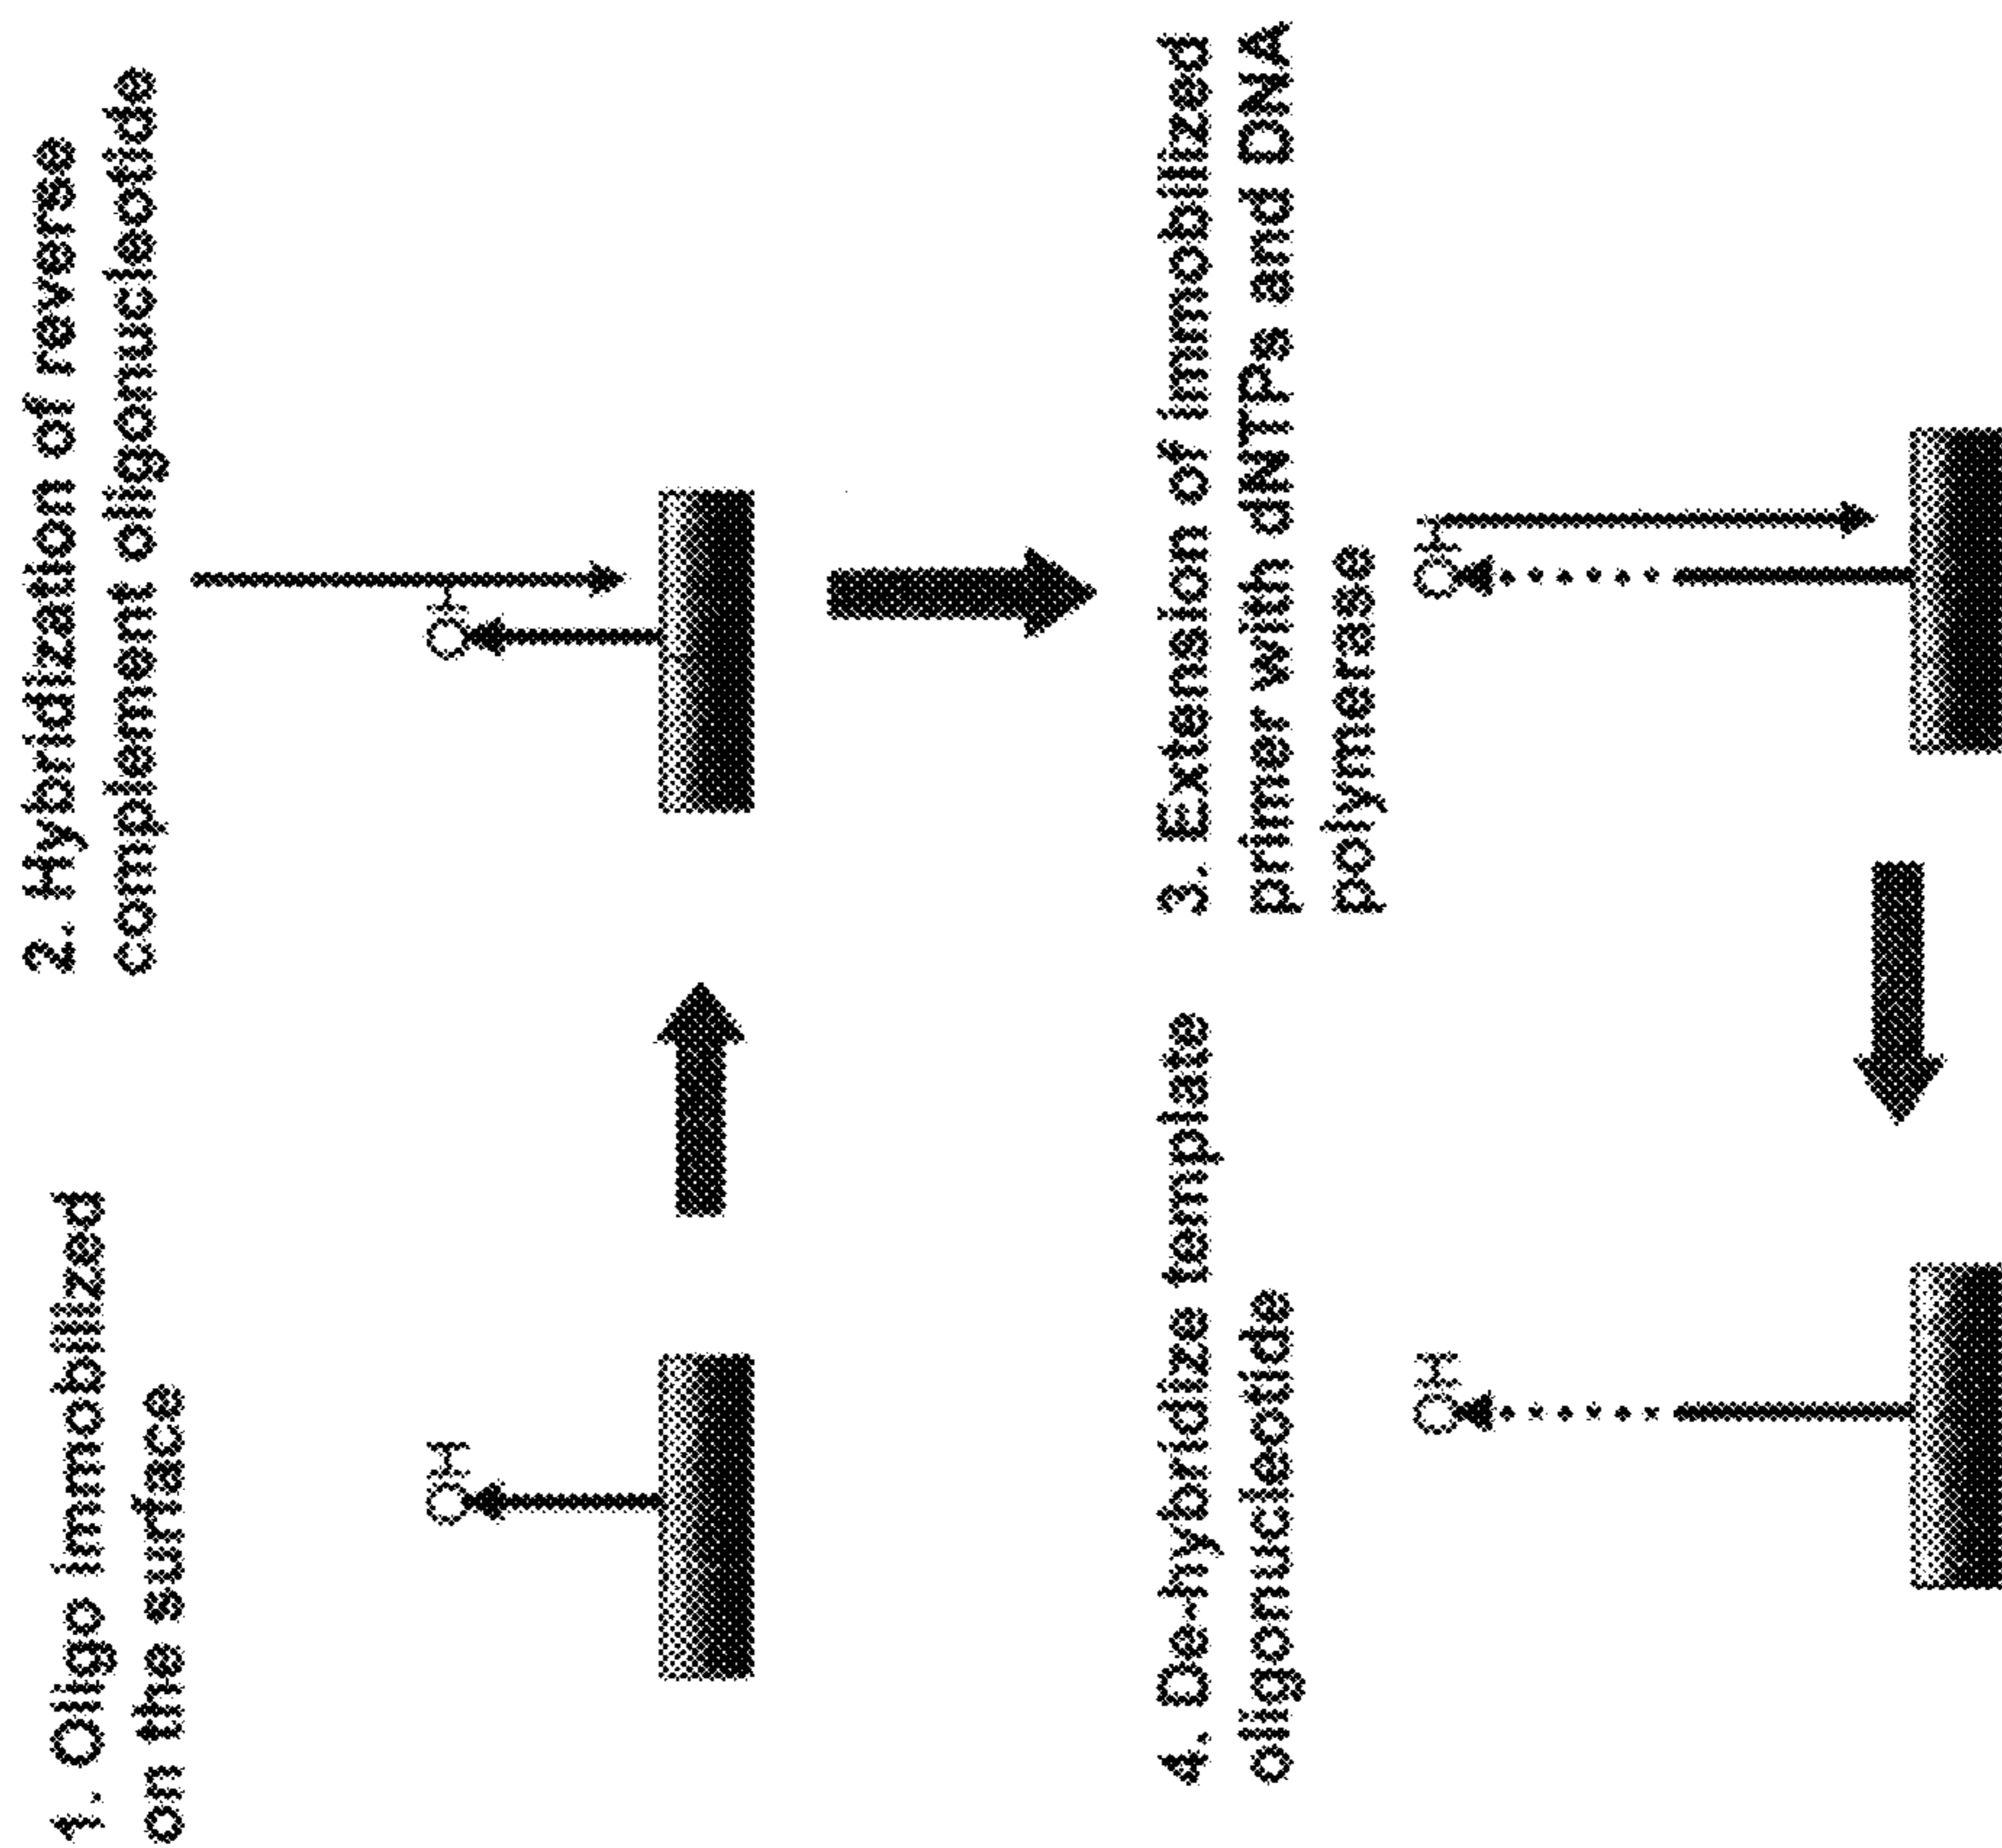 1. Oligo immobilized
on the surface
OH
2. Hybridization of reverse
complement oligonucleotide
OH
3. Extension of immobilized
primer with dNTPs and DNA
polymerase
OH
4. De-hybridize template
oligonucleotide
OH